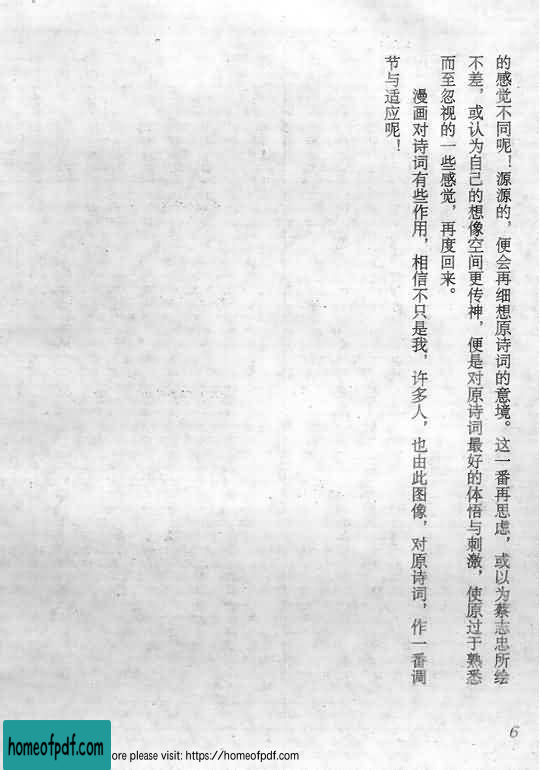 的感觉不同呢！源源的，便会再细想原诗词的意境。这一番再思虑，或以为蔡志忠所绘
不差，或认为自己的想像空间更传神，便是对原诗词最好的体悟与刺激，使原过于熟悉
而至忽视的一些感觉，再度回来。
漫画对诗词有些作用，相信不只是我，许多人，也由此图像，对原诗词，作一番调
节与适应呢！
6
homeofpdf.com
ore please visit: https://homeofpdf.com